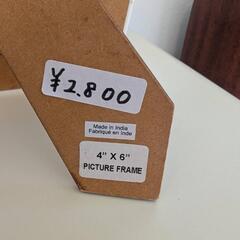 ¥2.800
Made in India
Fabriqué en Inde
4" X 6"
PICTURE FRAME